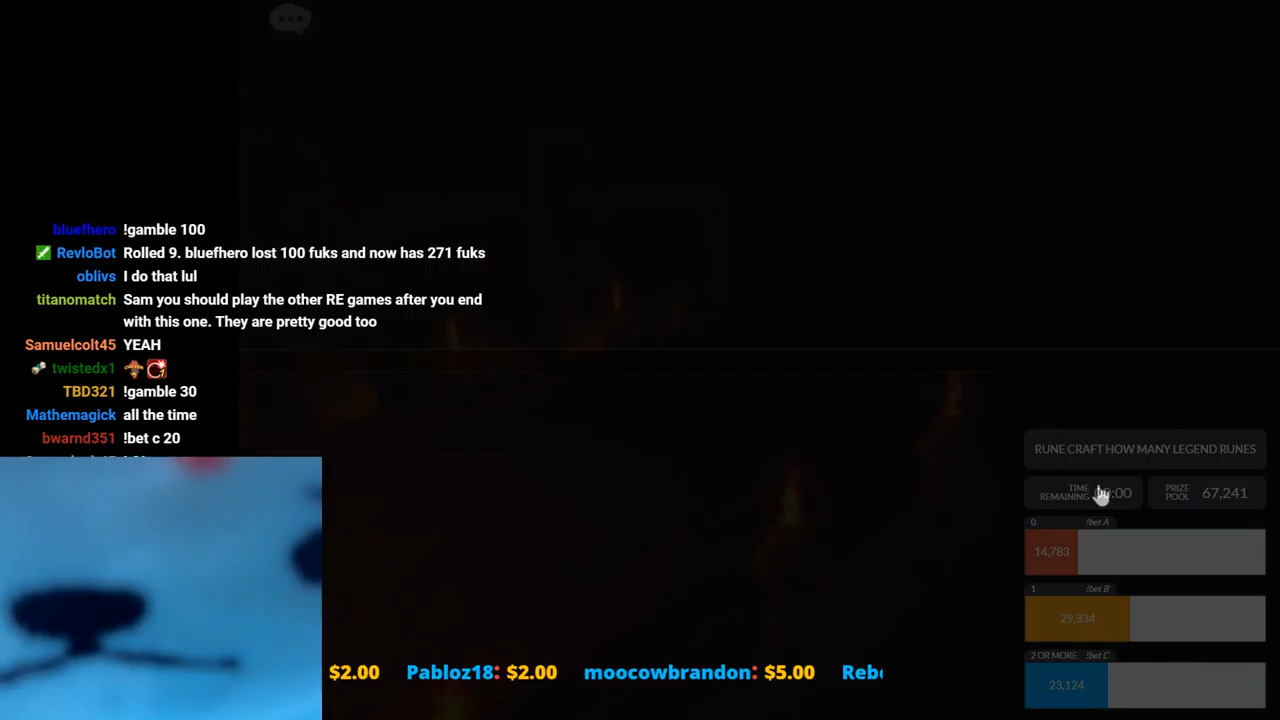 bluefhero !gamble 100
RevloBot Rolled 9. bluefhero lost 100 fuks and now has 271 fuks
oblivs I do that lul
titanomatch Sam you should play the other RE games after you end
with this one. They are pretty good too
Samuelcolt45 YEAH
twistedx1
TBD321 !gamble 30
Mathemagick all the time
bwarnd351 !bet c 20
RUNE CRAFT HOW MANY LEGEND RUNES
TIME REMAINING 00:00 PRIZE POOL 67,241
0 !bet A
14,783
1 !bet B
29,334
2 OR MORE !bet C
23,124
$2.00 Pabloz18: $2.00 moocowbrandon: $5.00 Reb